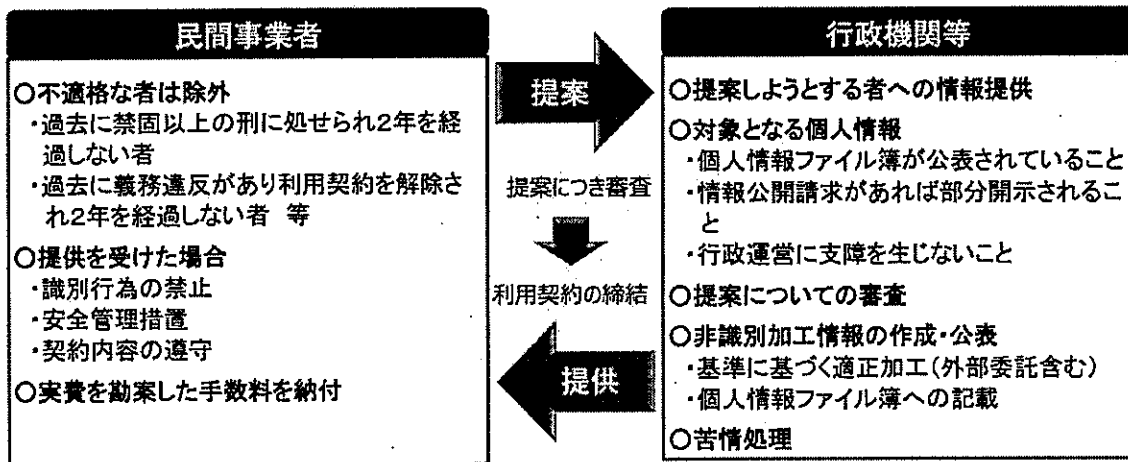 民間事業者
○不適格な者は除外
・過去に禁固以上の刑に処せられ2年を経
過しない者
・過去に義務違反があり利用契約を解除さ
れ2年を経過しない者 等
○提供を受けた場合
・識別行為の禁止
・安全管理措置
・契約内容の遵守
○実費を勘案した手数料を納付
提案
提案につき審査
利用契約の締結
提供
行政機関等
○提案しようとする者への情報提供
○対象となる個人情報
・個人情報ファイル簿が公表されていること
・情報公開請求があれば部分開示されるこ
と
・行政運営に支障を生じないこと
○提案についての審査
○非識別加工情報の作成・公表
・基準に基づく適正加工(外部委託含む)
・個人情報ファイル簿への記載
○苦情処理